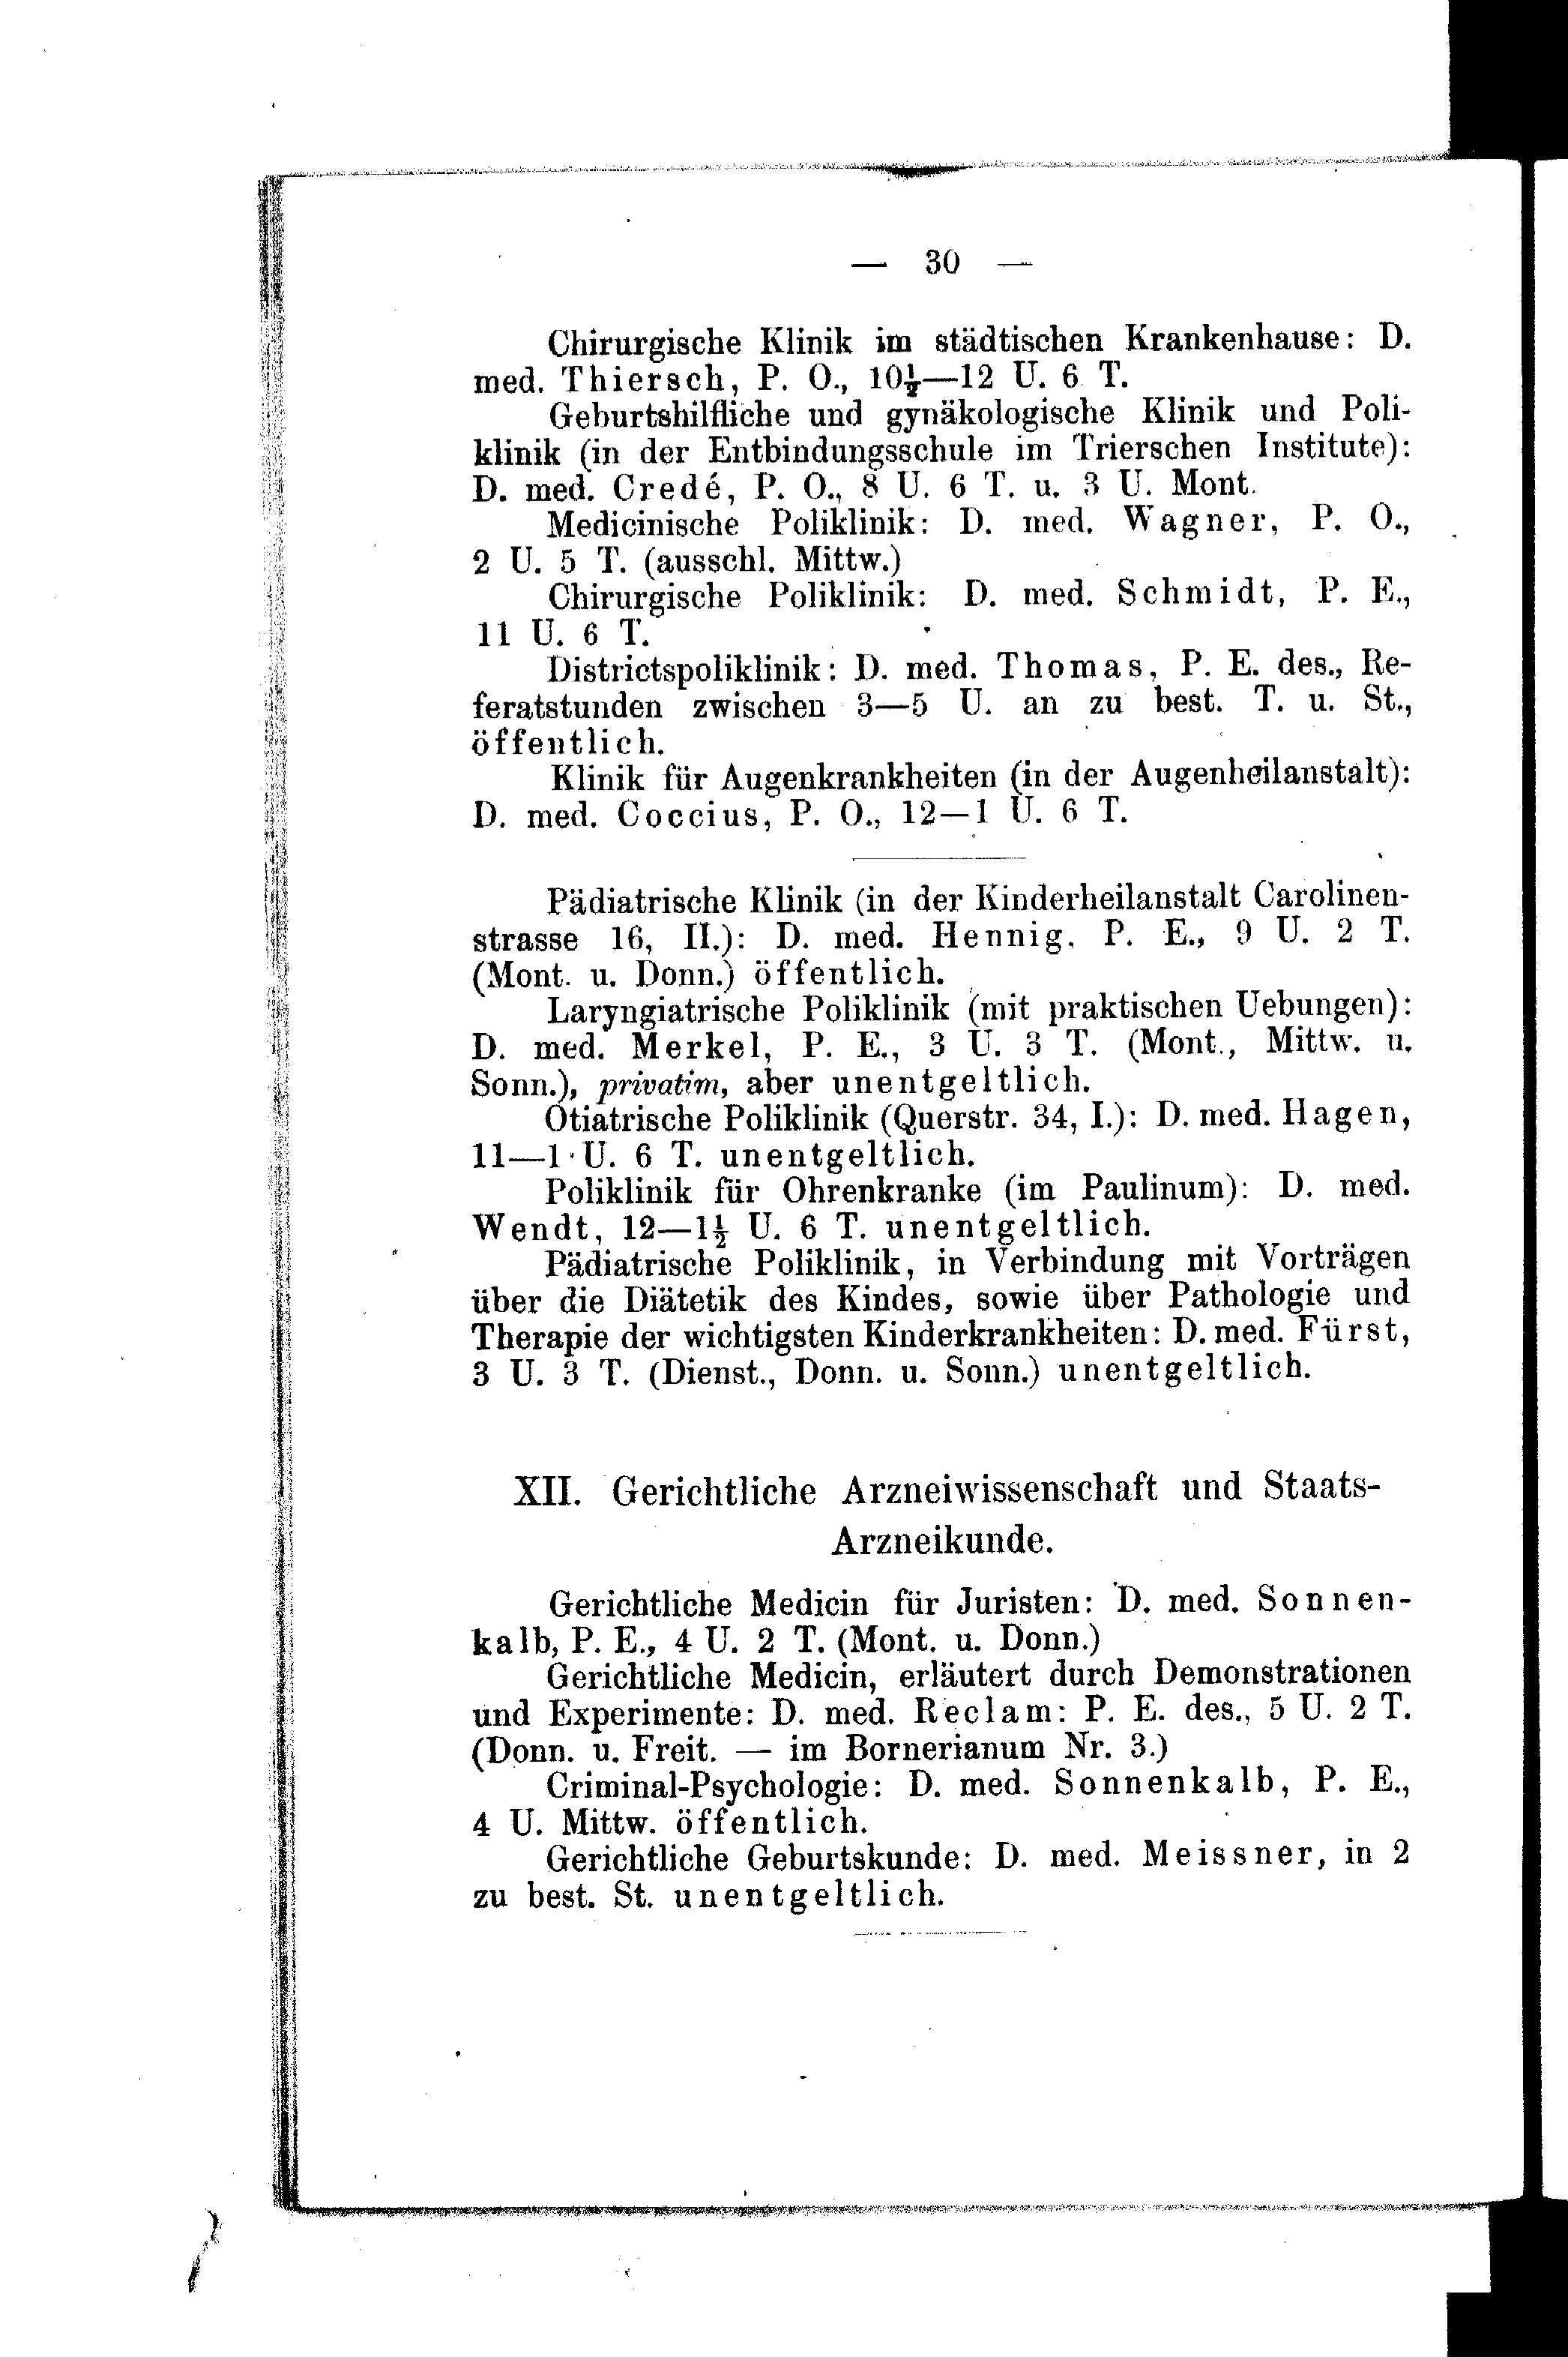 — 30 —
Chirurgische Klinik im städtischen Krankenhause: D.
med. Thiersch, P. O., 10½—12 U. 6 T.
Geburtshilfliche und gynäkologische Klinik und Poli-
klinik (in der Entbindungsschule im Trierschen Institute):
D. med. Credé, P. O., 8 U. 6 T. u. 3 U. Mont.
Medicinische Poliklinik: D. med. Wagner, P. O.,
2 U. 5 T. (ausschl. Mittw.)
Chirurgische Poliklinik: D. med. Schmidt, P. E.,
11 U. 6 T.
Districtspoliklinik: D. med. Thomas, P. E. des., Re-
feratstunden zwischen 3—5 U. an zu best. T. u. St.,
öffentlich.
Klinik für Augenkrankheiten (in der Augenheilanstalt):
D. med. Coccius, P. O., 12—1 U. 6 T.
Pädiatrische Klinik (in der Kinderheilanstalt Carolinen-
strasse 16, II.): D. med. Hennig, P. E., 9 U. 2 T.
(Mont. u. Donn.) öffentlich.
Laryngiatrische Poliklinik (mit praktischen Uebungen):
D. med. Merkel, P. E., 3 U. 3 T. (Mont., Mittw. u.
Sonn.), privatim, aber unentgeltlich.
Otiatrische Poliklinik (Querstr. 34, I.): D. med. Hagen,
11—1 U. 6 T. unentgeltlich.
Poliklinik für Ohrenkranke (im Paulinum): D. med.
Wendt, 12—1½ U. 6 T. unentgeltlich.
Pädiatrische Poliklinik, in Verbindung mit Vorträgen
über die Diätetik des Kindes, sowie über Pathologie und
Therapie der wichtigsten Kinderkrankheiten: D. med. Fürst,
3 U. 3 T. (Dienst., Donn. u. Sonn.) unentgeltlich.
XII. Gerichtliche Arzneiwissenschaft und Staats-
Arzneikunde.
Gerichtliche Medicin für Juristen: D. med. Sonnen-
kalb, P. E., 4 U. 2 T. (Mont. u. Donn.)
Gerichtliche Medicin, erläutert durch Demonstrationen
und Experimente: D. med. Reclam: P. E. des., 5 U. 2 T.
(Donn. u. Freit. — im Bornerianum Nr. 3.)
Criminal-Psychologie: D. med. Sonnenkalb, P. E.,
4 U. Mittw. öffentlich.
Gerichtliche Geburtskunde: D. med. Meissner, in 2
zu best. St. unentgeltlich.